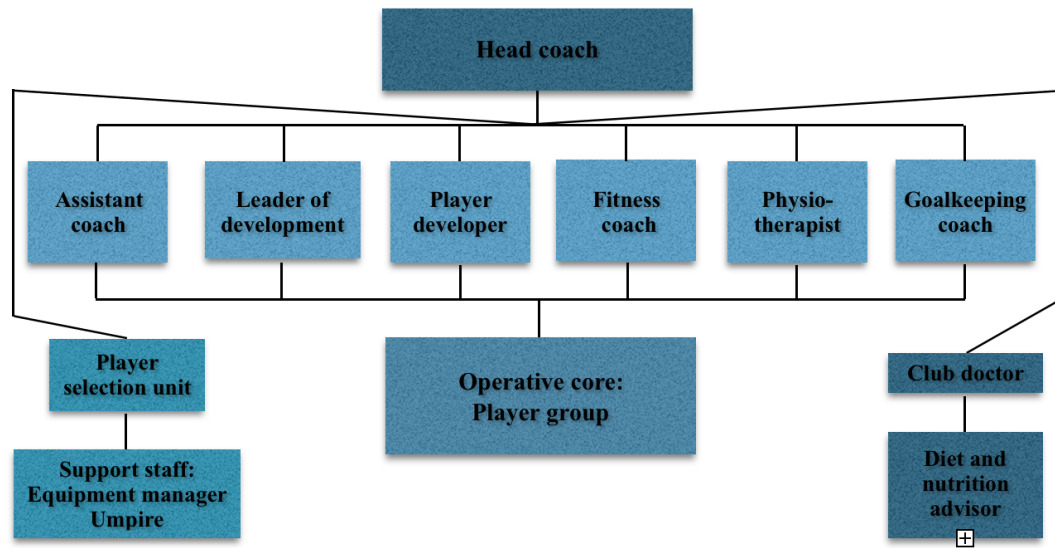 Head coach
Assistant
coach
Leader of
development
Player
developer
Fitness
coach
Physio-
therapist
Goalkeeping
coach
Player
selection unit
Operative core:
Player group
Club doctor
Support staff:
Equipment manager
Umpire
Diet and
nutrition
advisor